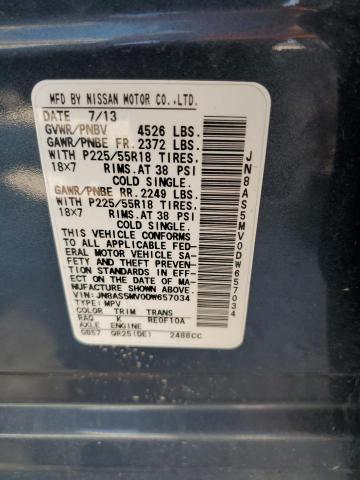 MFD BY NISSAN MOTOR CO.,LTD.
DATE 7/13
GVWR/PNBV 4526 LBS.
GAWR/PNBE FR. 2372 LBS.
WITH P225/55R18 TIRES,
18X7 RIMS.AT 38 PSI
COLD SINGLE.
GAWR/PNBE RR. 2249 LBS.
WITH P225/55R18 TIRES,
18X7 RIMS.AT 38 PSI
COLD SINGLE.
THIS VEHICLE CONFORMS
TO ALL APPLICABLE FED-
ERAL MOTOR VEHICLE SA-
FETY AND THEFT PREVEN-
TION STANDARDS IN EFF-
ECT ON THE DATE OF MA-
NUFACTURE SHOWN ABOVE.
VIN:JN8AS5MV0DW657034
TYPE: MPV
COLOR TRIM TRANS
RAQ K RE0F10A
AXLE ENGINE
GB57 QR25(DE) 2488CC
JN8AS5MV0DW657034